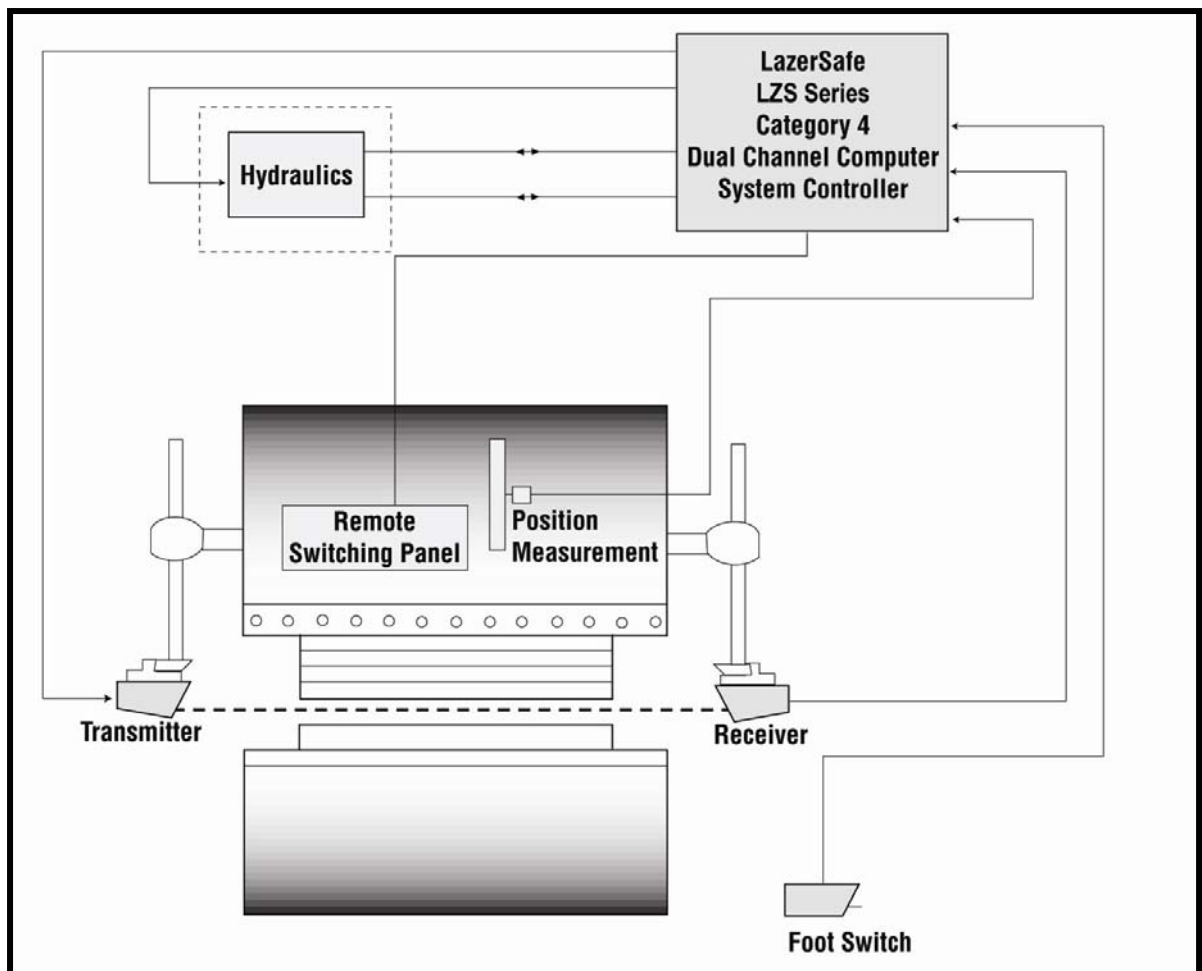 LazerSafe
LZS Series
Category 4
Dual Channel Computer
System Controller
Hydraulics
Remote
Switching Panel
Position
Measurement
Transmitter
Receiver
Foot Switch